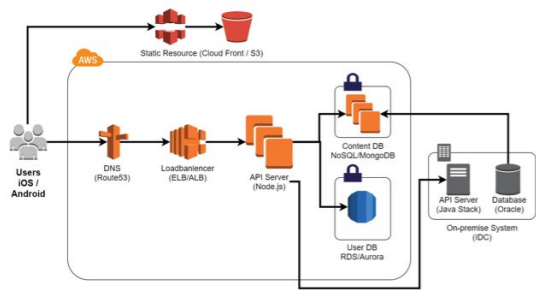 Static Resource (Cloud Front / S3)
AWS
Users
iOS /
Android
DNS
(Route53)
Loadbanlencer
(ELB/ALB)
API Server
(Node.js)
Content DB
NoSQL/MongoDB
User DB
RDS/Aurora
API Server
(Java Stack)
Database
(Oracle)
On-premise System
(IDC)